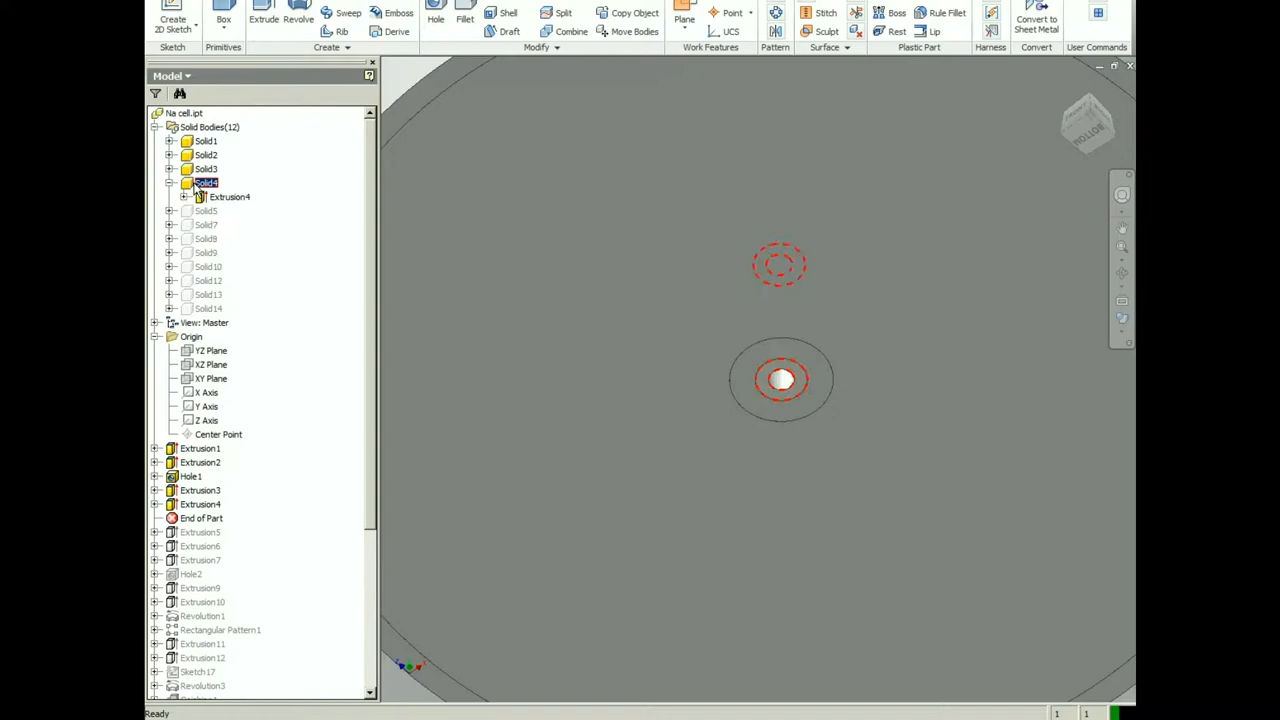 Create
2D Sketch
Box
Extrude
Revolve
Sweep
Emboss
Rib
Derive
Hole
Fillet
Shell
Split
Copy Object
Draft
Combine
Move Bodies
Plane
Point
UCS
Stitch
Sculpt
Boss
Rule Fillet
Rest
Lip
Convert to
Sheet Metal
Sketch
Primitives
Create
Modify
Work Features
Pattern
Surface
Plastic Part
Harness
Convert
User Commands
Model
Na cell.ipt
Solid Bodies(12)
Solid1
Solid2
Solid3
Solid4
Extrusion4
Solid5
Solid7
Solid8
Solid9
Solid10
Solid12
Solid13
Solid14
View: Master
Origin
YZ Plane
XZ Plane
XY Plane
X Axis
Y Axis
Z Axis
Center Point
Extrusion1
Extrusion2
Hole1
Extrusion3
Extrusion4
End of Part
Extrusion5
Extrusion6
Extrusion7
Hole2
Extrusion9
Extrusion10
Revolution1
Rectangular Pattern1
Extrusion11
Extrusion12
Sketch17
Revolution3
BOTTOM
Ready
1
1